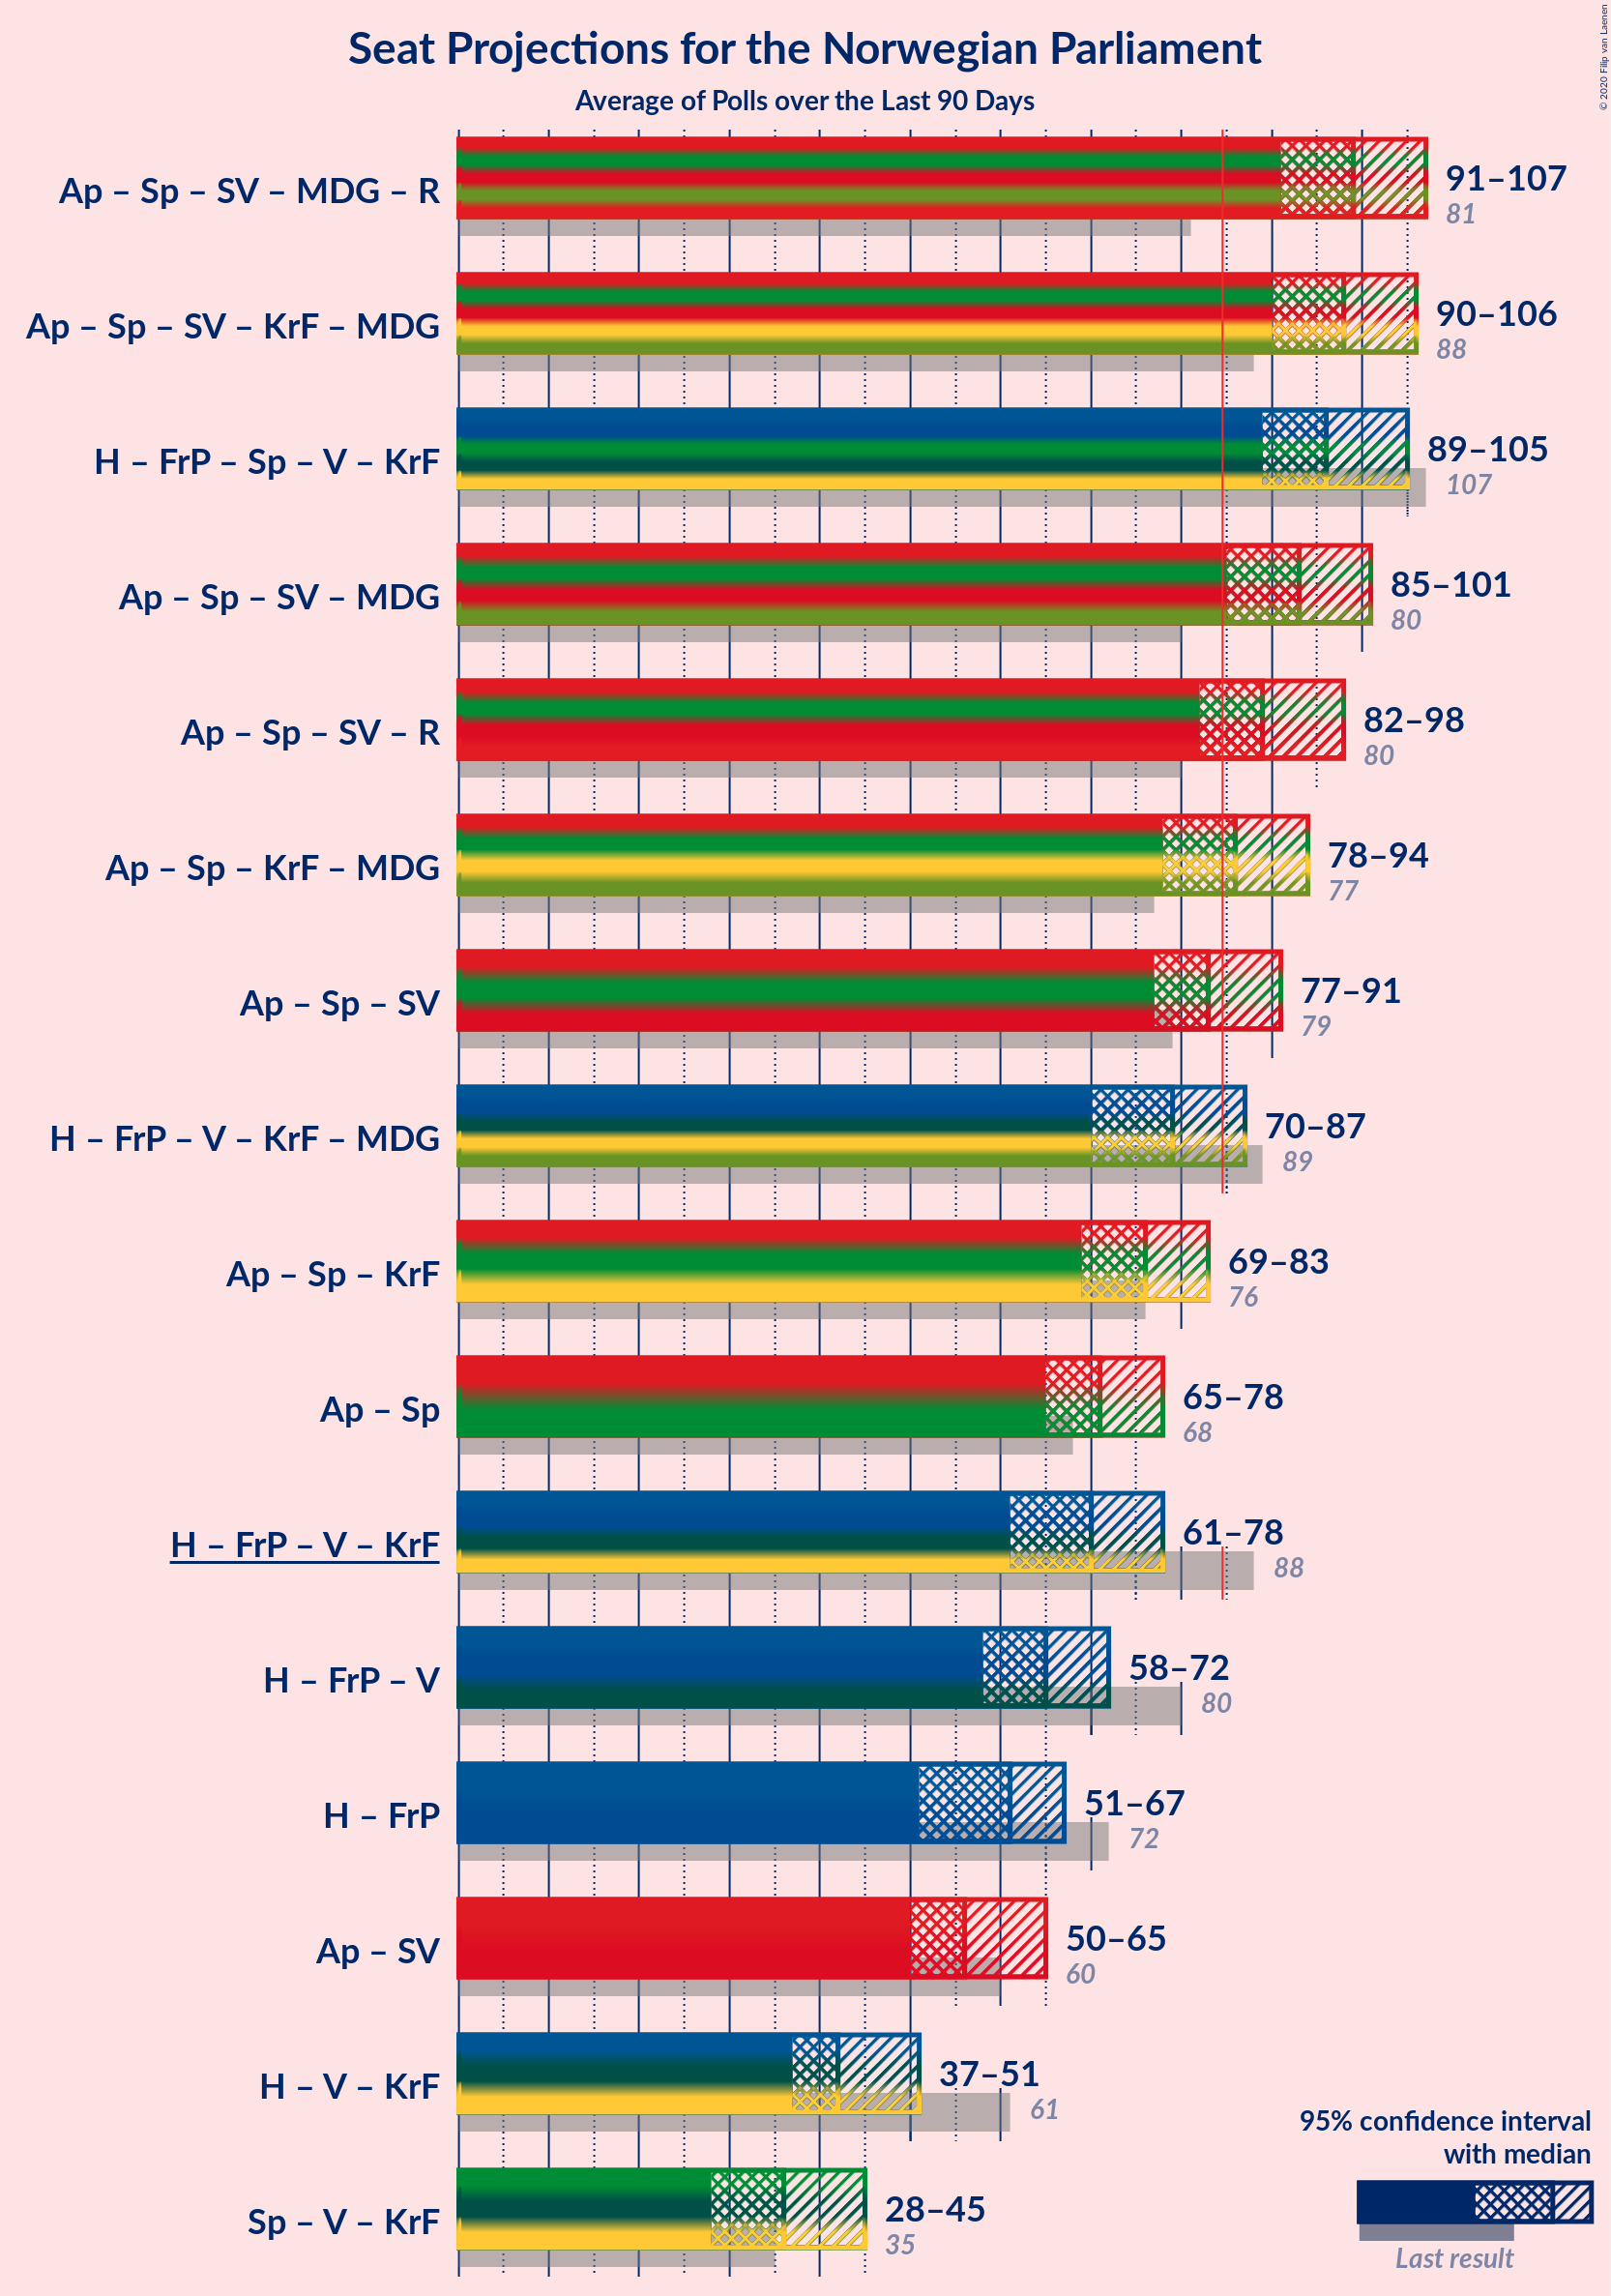 © 2020 Filip van Laenen
Seat Projections for the Norwegian Parliament
Average of Polls over the Last 90 Days
Ap – Sp – SV – MDG – R
91–107
81
Ap – Sp – SV – KrF – MDG
90–106
88
H – FrP – Sp – V – KrF
89–105
107
Ap – Sp – SV – MDG
85–101
80
Ap – Sp – SV – R
82–98
80
Ap – Sp – KrF – MDG
78–94
77
Ap – Sp – SV
77–91
79
H – FrP – V – KrF – MDG
70–87
89
Ap – Sp – KrF
69–83
76
Ap – Sp
65–78
68
H – FrP – V – KrF
61–78
88
H – FrP – V
58–72
80
H – FrP
51–67
72
Ap – SV
50–65
60
H – V – KrF
37–51
61
Sp – V – KrF
28–45
35
95% confidence interval
with median
Last result